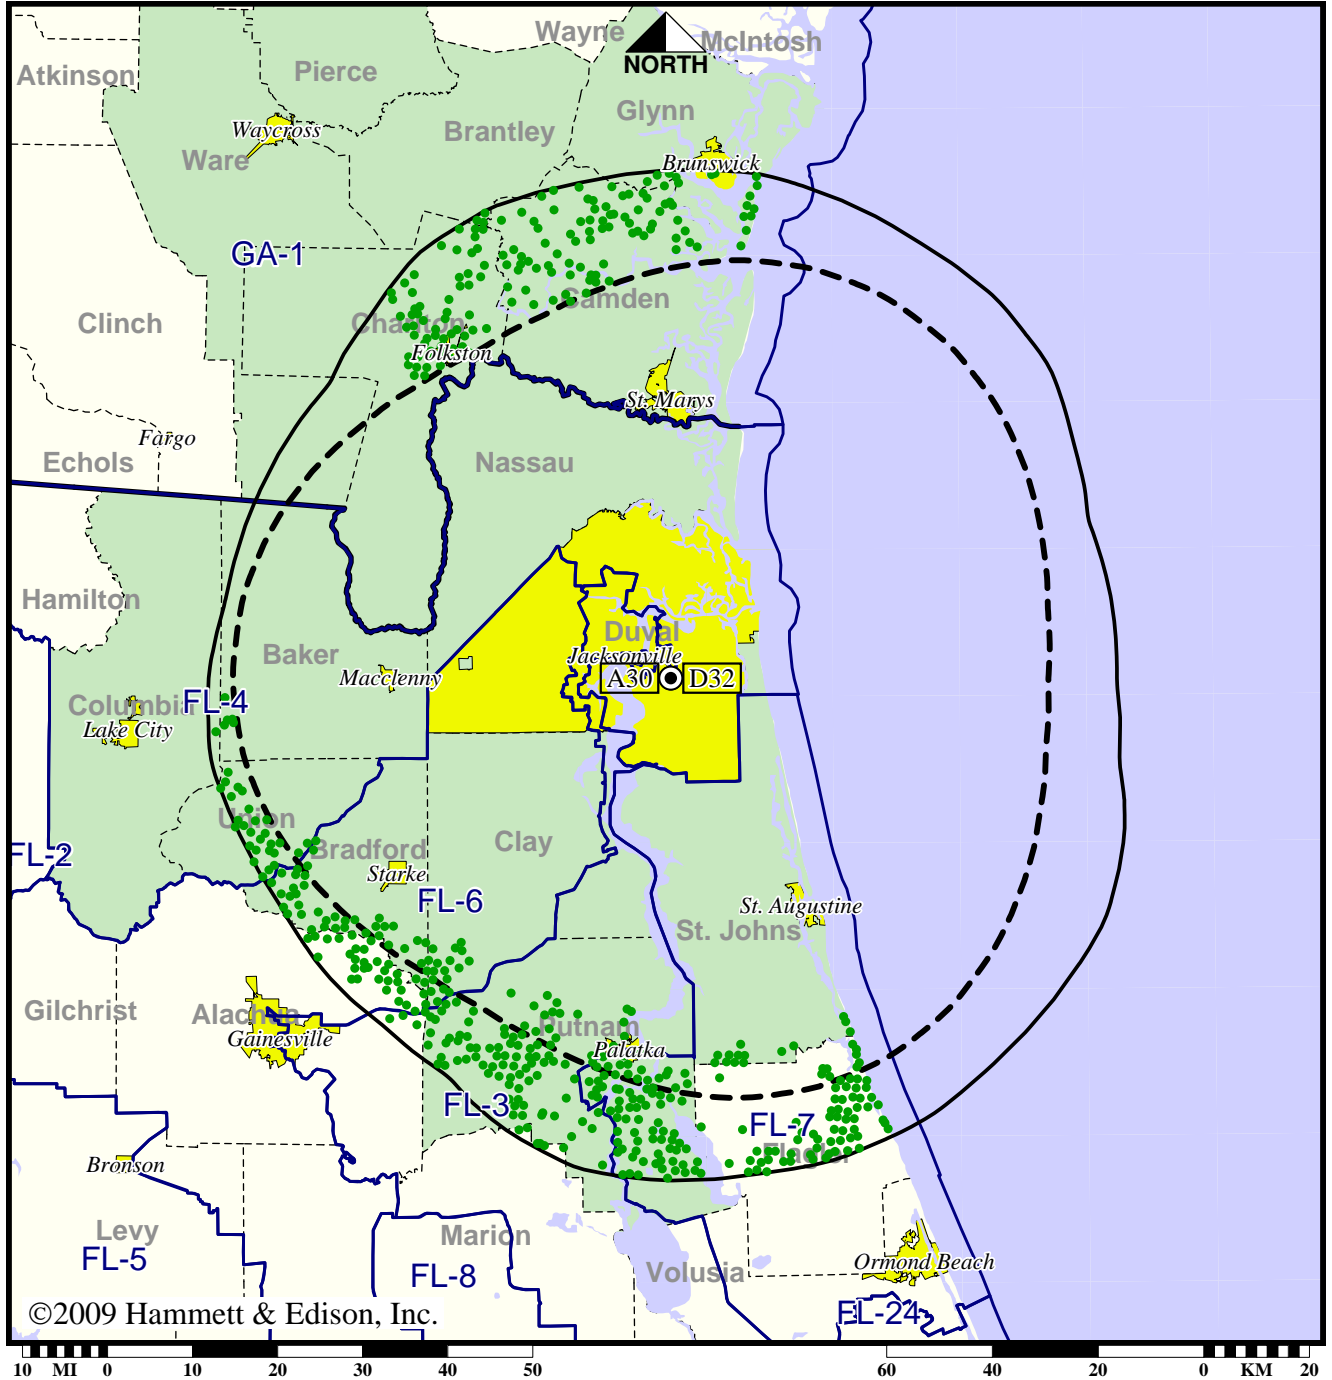 Wayne
McIntosh
NORTH
Atkinson
Pierce
Glynn
Waycross
Brantley
Ware
Brunswick
GA-1
Camden
Clinch
Charlton
Folkston
St. Marys
Fargo
Echols
Nassau
Hamilton
Duval
Baker
Jacksonville
Macclenny
A30
D32
Columbia
FL-4
Lake City
Union
Clay
Bradford
FL-2
Starke
FL-6
St. Augustine
St. Johns
Gilchrist
Alachua
Putnam
Gainesville
Palatka
FL-3
FL-7
Flagler
Bronson
Levy
Marion
FL-5
Ormond Beach
FL-8
Volusia
FL-24
©2009 Hammett & Edison, Inc.
10 MI 0 10 20 30 40 50 60 40 20 0 KM 20